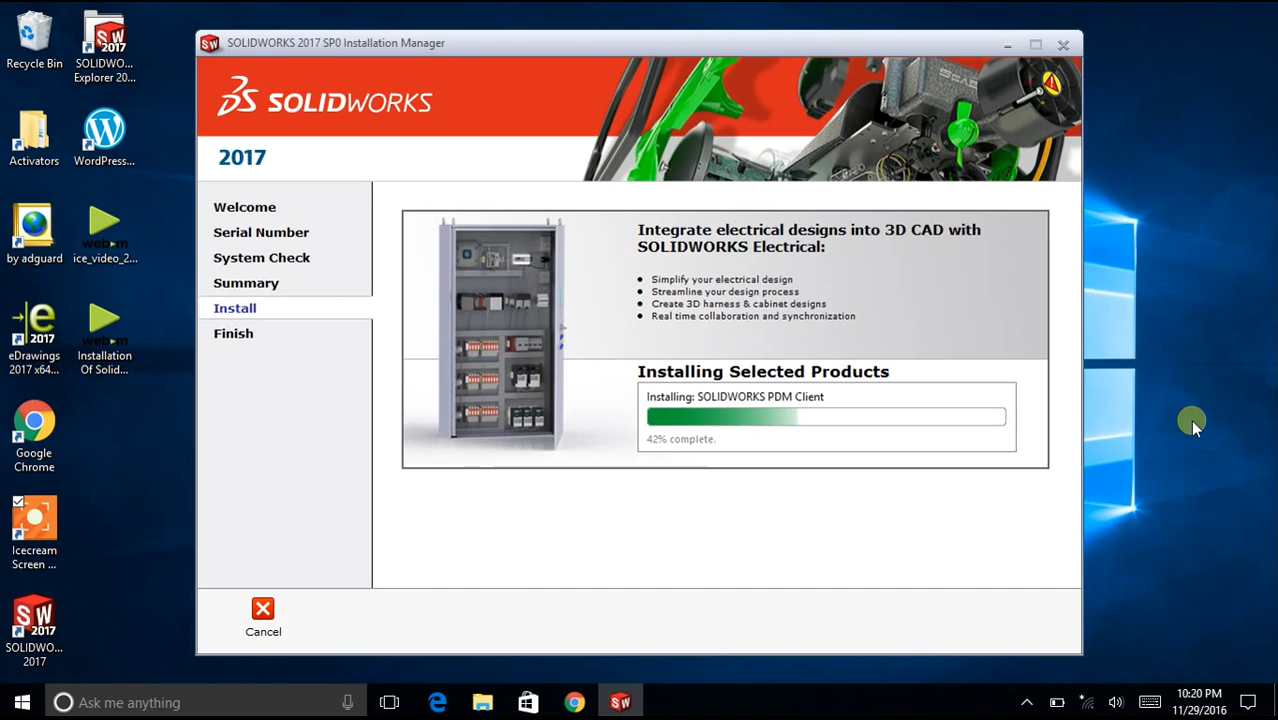 Recycle Bin
SOLIDWO...
Explorer 20...
Activators
WordPress...
by adguard
ice_video_2...
eDrawings
2017 x64...
Installation
Of Solid...
Google
Chrome
Icecream
Screen ...
SOLIDWO...
2017
SOLIDWORKS 2017 SP0 Installation Manager
SOLIDWORKS
2017
Welcome
Serial Number
System Check
Summary
Install
Finish
Integrate electrical designs into 3D CAD with
SOLIDWORKS Electrical:
Simplify your electrical design
Streamline your design process
Create 3D harness & cabinet designs
Real time collaboration and synchronization
Installing Selected Products
Installing: SOLIDWORKS PDM Client
42% complete.
Cancel
Ask me anything
10:20 PM
11/29/2016